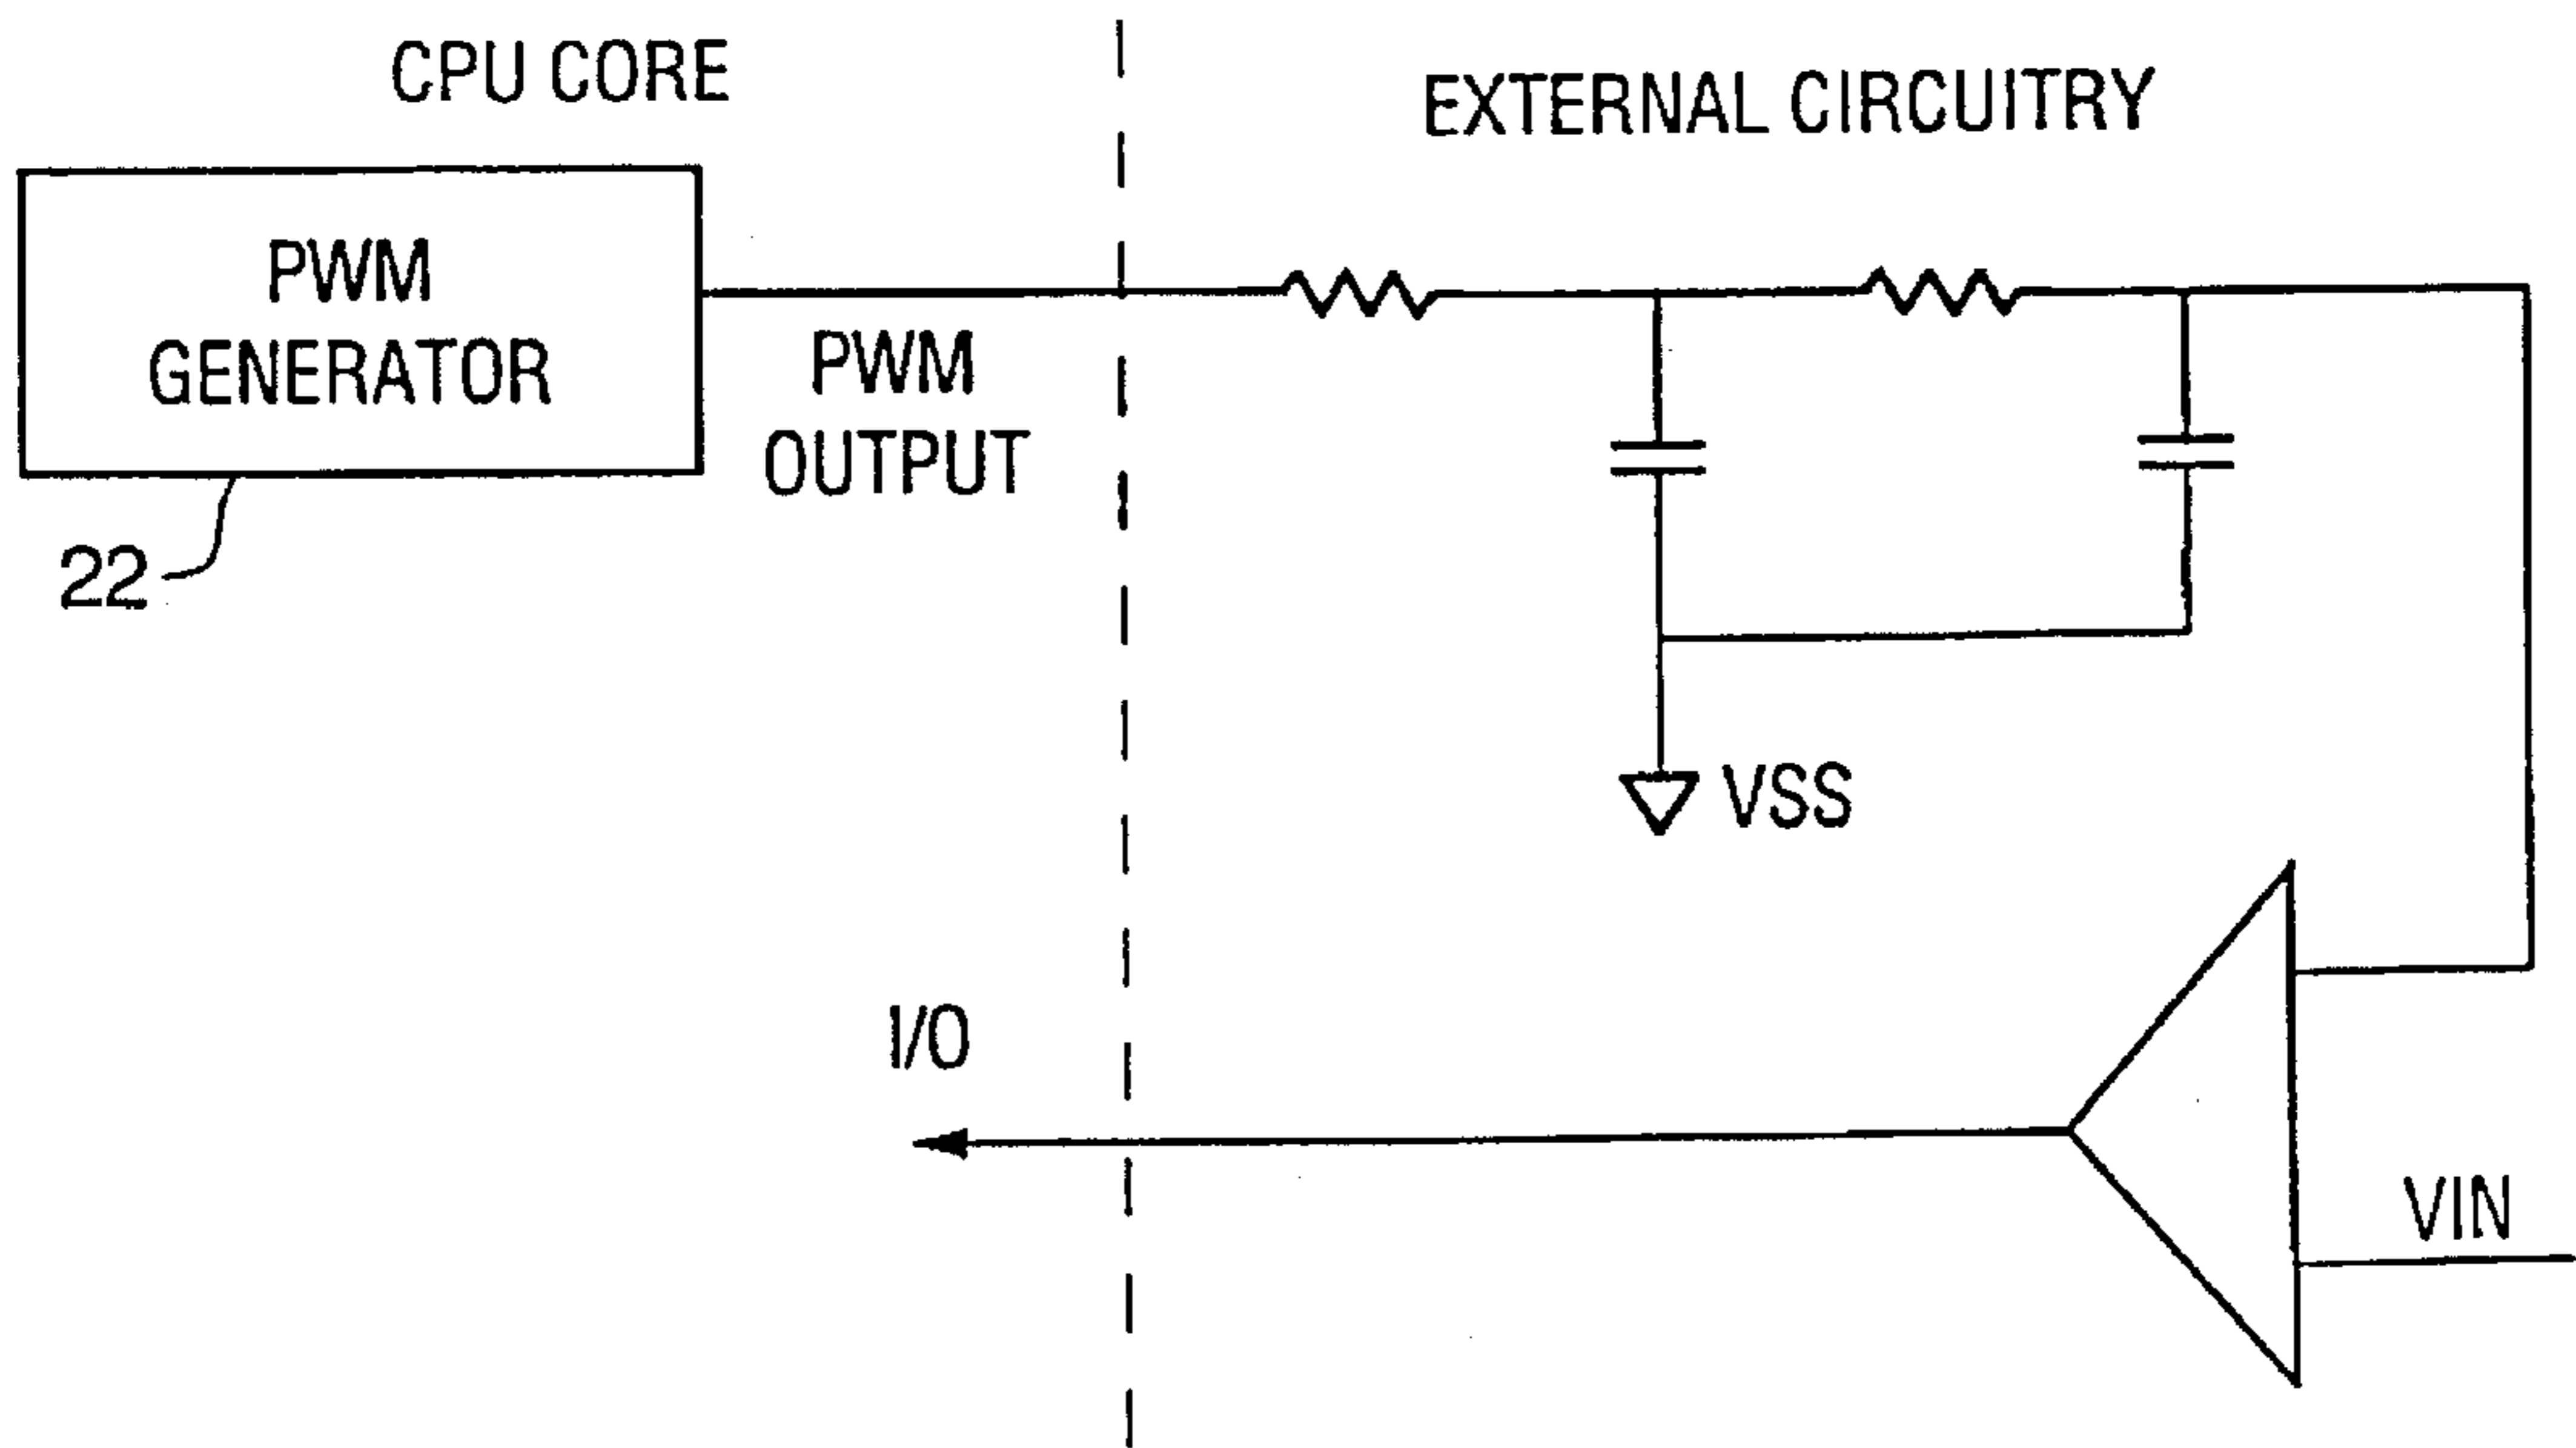 CPU CORE
EXTERNAL CIRCUITRY
PWM
GENERATOR
PWM
OUTPUT
22
VSS
I/O
VIN